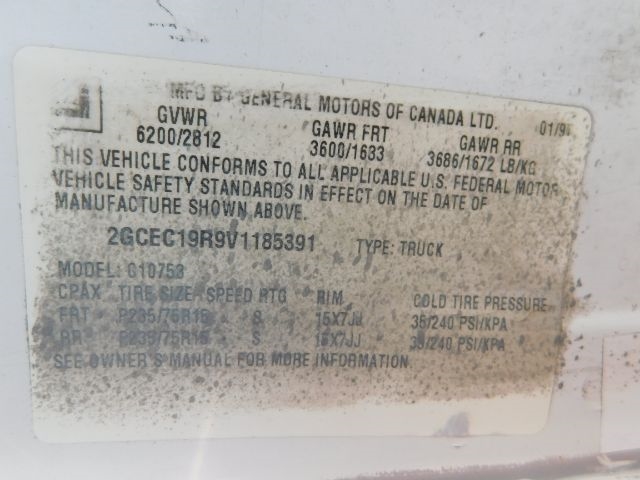 MFD BY GENERAL MOTORS OF CANADA LTD.
01/9
GVWR GAWR FRT GAWR RR
6200/2812 3600/1633 3686/1672 LB/KG
THIS VEHICLE CONFORMS TO ALL APPLICABLE U.S. FEDERAL MOTOR
VEHICLE SAFETY STANDARDS IN EFFECT ON THE DATE OF
MANUFACTURE SHOWN ABOVE.
2GCEC19R9V1185391 TYPE: TRUCK
MODEL: C10753
CPAX TIRE SIZE SPEED RTG RIM COLD TIRE PRESSURE
FRT P235/75R15 S 15X7JJ 35/240 PSI/KPA
RR P235/75R15 S 15X7JJ 35/240 PSI/KPA
SEE OWNER'S MANUAL FOR MORE INFORMATION